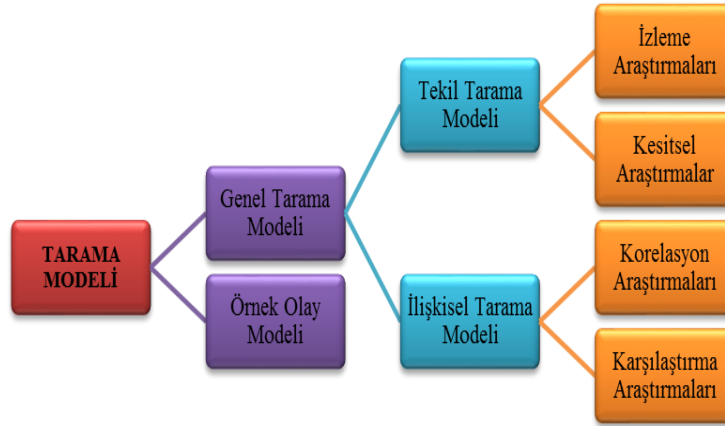 TARAMA
MODELİ
Genel Tarama
Modeli
Örnek Olay
Modeli
Tekil Tarama
Modeli
İlişkisel Tarama
Modeli
İzleme
Araştırmaları
Kesitsel
Araştırmalar
Korelasyon
Araştırmaları
Karşılaştırma
Araştırmaları